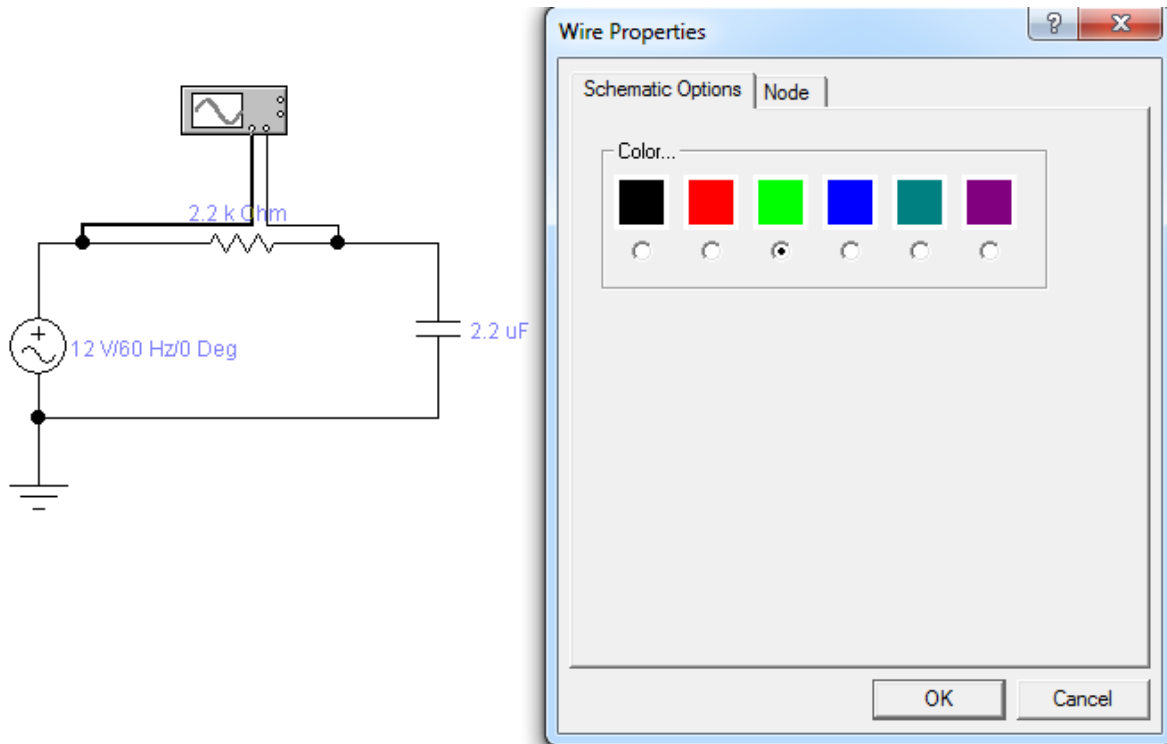 2.2 k Ohm
12 V/60 Hz/0 Deg
2.2 uF
Wire Properties
?
X
Schematic Options
Node
Color...
OK
Cancel